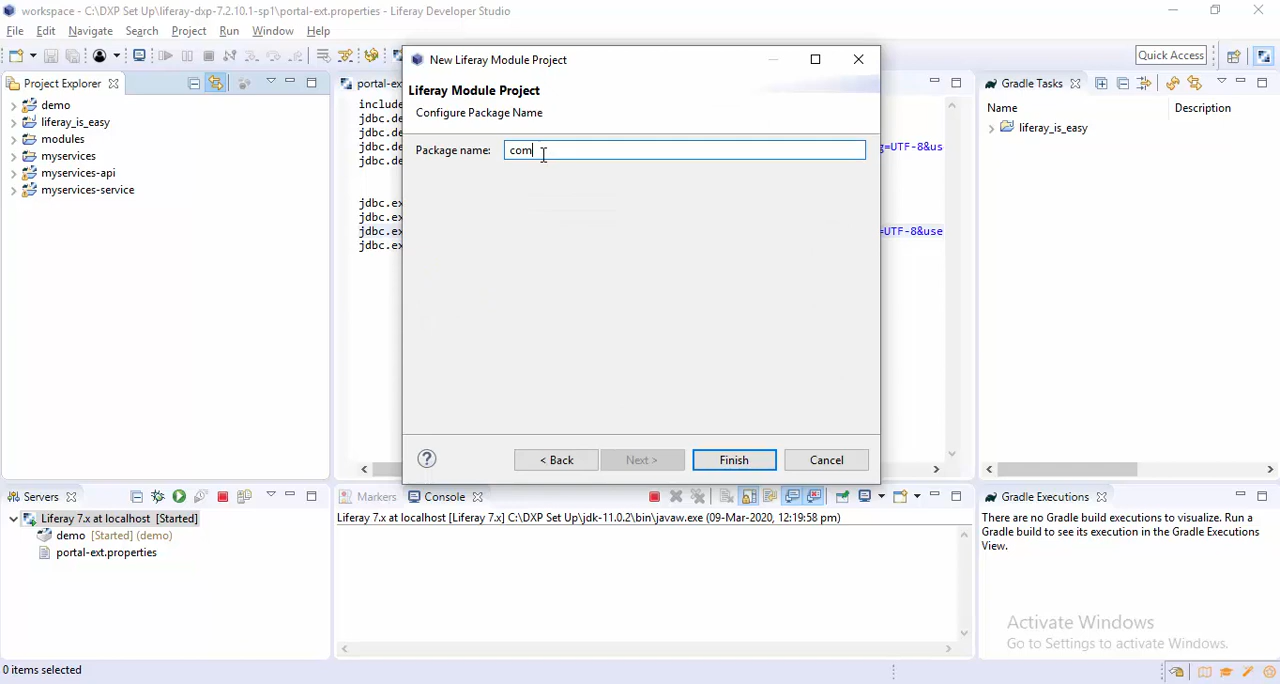 workspace - C:\DXP Set Up\liferay-dxp-7.2.10.1-sp1\portal-ext.properties - Liferay Developer Studio
File Edit Navigate Search Project Run Window Help
Quick Access
Project Explorer
demo
liferay_is_easy
modules
myservices
myservices-api
myservices-service
portal-ex
include
jdbc.de
jdbc.de
jdbc.de
jdbc.de
g=UTF-8&us
jdbc.ex
jdbc.ex
jdbc.ex
=UTF-8&use
jdbc.ex
New Liferay Module Project
Liferay Module Project
Configure Package Name
Package name: com
< Back Next > Finish Cancel
Gradle Tasks
Name Description
liferay_is_easy
Servers
Liferay 7.x at localhost [Started]
demo [Started] (demo)
portal-ext.properties
Markers Console
Liferay 7.x at localhost [Liferay 7.x] C:\DXP Set Up\jdk-11.0.2\bin\javaw.exe (09-Mar-2020, 12:19:58 pm)
Gradle Executions
There are no Gradle build executions to visualize. Run a
Gradle build to see its execution in the Gradle Executions
View.
Activate Windows
Go to Settings to activate Windows.
0 items selected